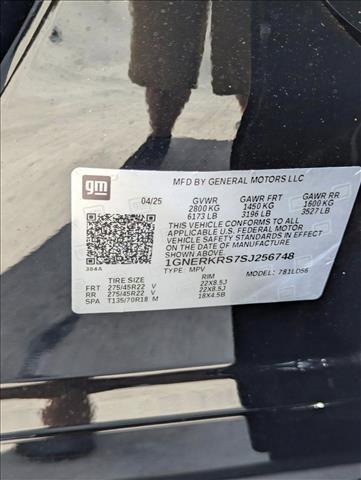 gm
MFD BY GENERAL MOTORS LLC
04/25
GVWR GAWR FRT GAWR RR
2800 KG 1450 KG 1600 KG
6173 LB 3196 LB 3527 LB
THIS VEHICLE CONFORMS TO ALL
APPLICABLE U.S. FEDERAL MOTOR
VEHICLE SAFETY STANDARDS IN EFFECT
ON THE DATE OF MANUFACTURE
SHOWN ABOVE.
1GNERKRS7SJ256748
384A
TYPE: MPV MODEL: 781LD56
TIRE SIZE RIM
FRT 275/45R22 V 22X8.5J
RR 275/45R22 V 22X8.5J
SPA T135/70R18 M 18X4.5B